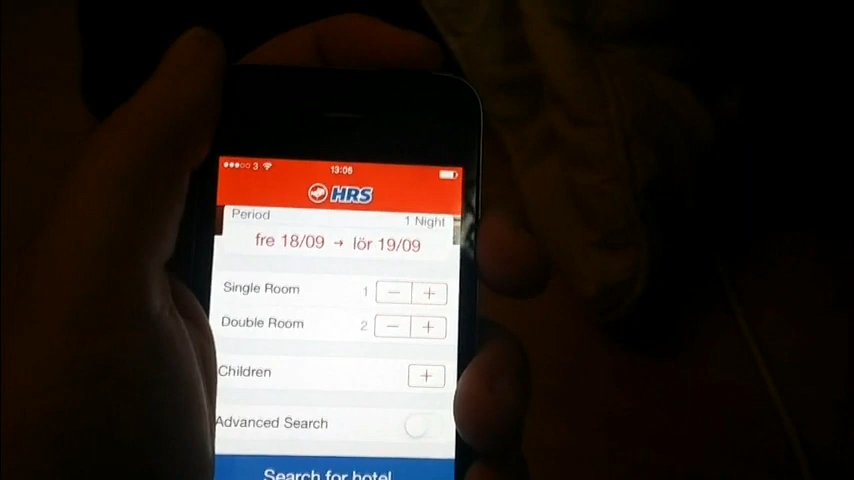 3 13:06
HRS
Period 1 Night
fre 18/09 → lör 19/09
Single Room 1 − +
Double Room 2 − +
Children +
Advanced Search
Search for hotel